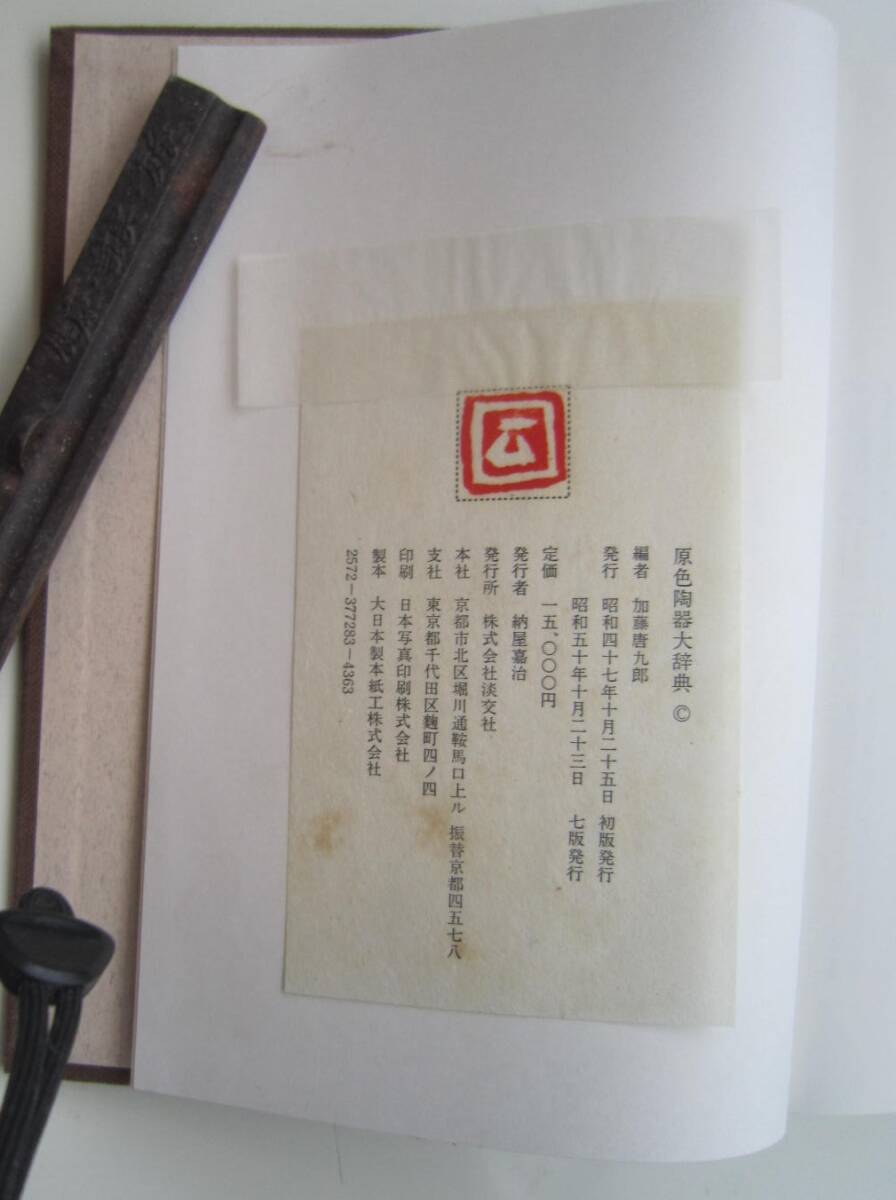 原色陶器大辞典 ©
編者 加藤唐九郎
発行 昭和四十七年十月二十五日 初版発行
昭和五十年十月二十三日 七版発行
定価 一五、〇〇〇円
発行者 納屋嘉治
発行所 株式会社淡交社
本社 京都市北区堀川通鞍馬口上ル 振替京都四五七八
支社 東京都千代田区麴町四ノ四
印刷 日本写真印刷株式会社
製本 大日本製本紙工株式会社
2572－377283－4363